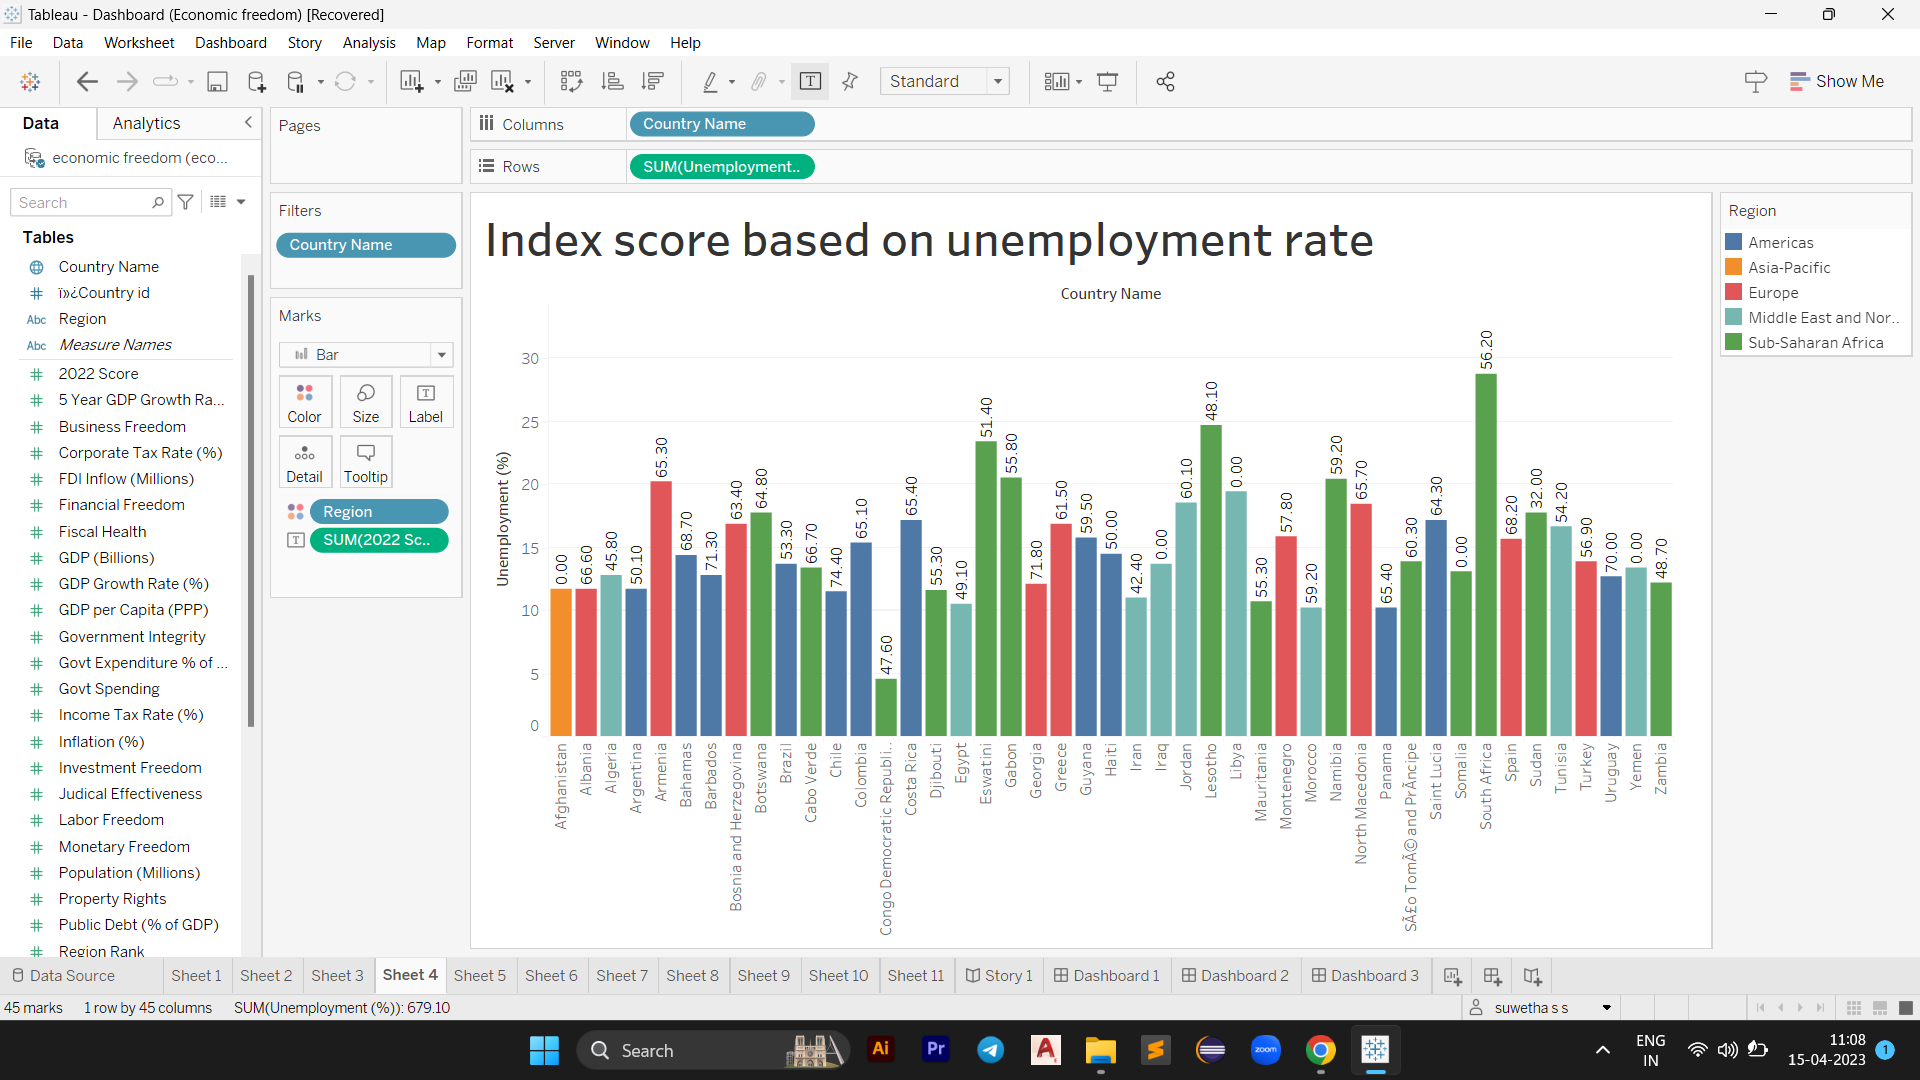 Tableau - Dashboard (Economic freedom) [Recovered]
File Data Worksheet Dashboard Story Analysis Map Format Server Window Help
Standard
Show Me
Data Analytics
economic freedom (eco...
Search
Tables
Country Name
ï»¿Country id
Region
Measure Names
2022 Score
5 Year GDP Growth Ra...
Business Freedom
Corporate Tax Rate (%)
FDI Inflow (Millions)
Financial Freedom
Fiscal Health
GDP (Billions)
GDP Growth Rate (%)
GDP per Capita (PPP)
Government Integrity
Govt Expenditure % of ...
Govt Spending
Income Tax Rate (%)
Inflation (%)
Investment Freedom
Judical Effectiveness
Labor Freedom
Monetary Freedom
Population (Millions)
Property Rights
Public Debt (% of GDP)
Region Rank
Pages
Filters
Country Name
Marks
Bar
Color Size Label
Detail Tooltip
Region
SUM(2022 Sc..
Columns Country Name
Rows SUM(Unemployment..
Index score based on unemployment rate
Country Name
Unemployment (%)
30
25
20
15
10
5
0
0.00 66.60 45.80 50.10 65.30 68.70 71.30 63.40 64.80 53.30 66.70 74.40 65.10 47.60 65.40 55.30 49.10 51.40 55.80 71.80 61.50 59.50 50.00 42.40 0.00 60.10 48.10 0.00 55.30 57.80 59.20 59.20 65.70 65.40 60.30 64.30 0.00 56.20 68.20 32.00 54.20 56.90 70.00 0.00 48.70
Afghanistan
Albania
Algeria
Argentina
Armenia
Bahamas
Barbados
Bosnia and Herzegovina
Botswana
Brazil
Cabo Verde
Chile
Colombia
Congo Democratic Republi..
Costa Rica
Djibouti
Egypt
Eswatini
Gabon
Georgia
Greece
Guyana
Haiti
Iran
Iraq
Jordan
Lesotho
Libya
Mauritania
Montenegro
Morocco
Namibia
North Macedonia
Panama
SÃ£o TomÃ© and PrÃ­ncipe
Saint Lucia
Somalia
South Africa
Spain
Sudan
Tunisia
Turkey
Uruguay
Yemen
Zambia
Region
Americas
Asia-Pacific
Europe
Middle East and Nor..
Sub-Saharan Africa
Data Source Sheet 1 Sheet 2 Sheet 3 Sheet 4 Sheet 5 Sheet 6 Sheet 7 Sheet 8 Sheet 9 Sheet 10 Sheet 11 Story 1 Dashboard 1 Dashboard 2 Dashboard 3
45 marks 1 row by 45 columns SUM(Unemployment (%)): 679.10
suwetha s s
Search
Ai
Pr
zoom
ENG
IN
11:08
15-04-2023
1